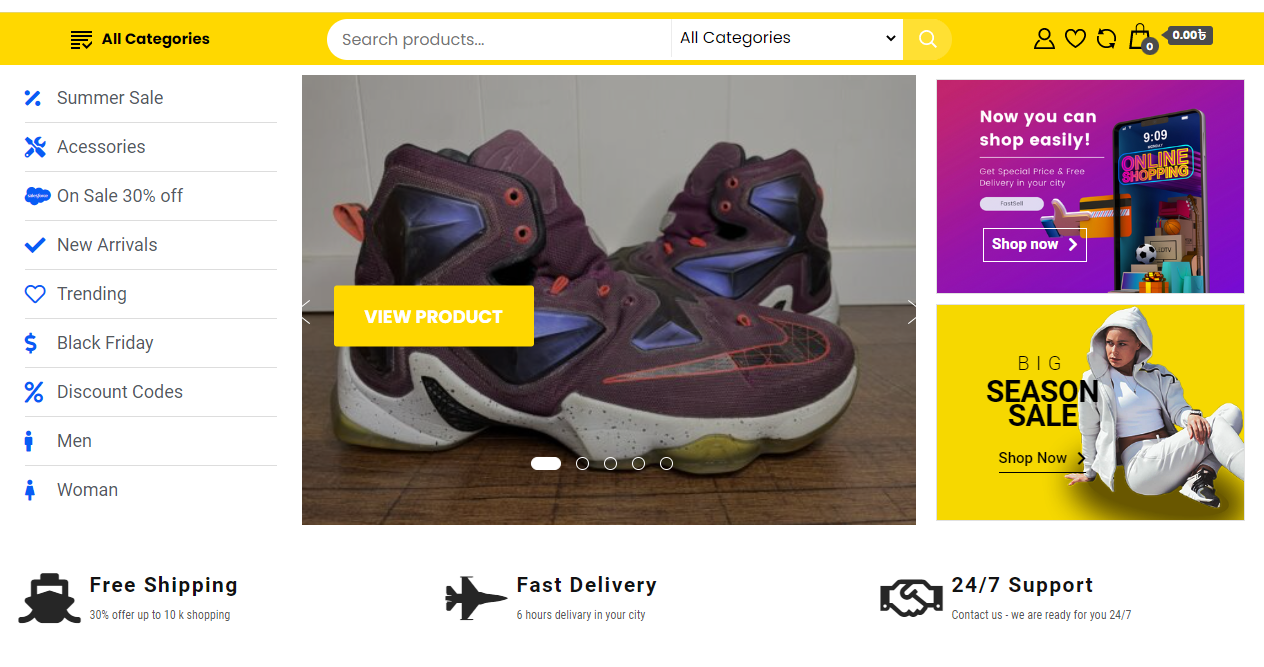 All Categories
Search products...
All Categories
0
0.00৳
Summer Sale
Acessories
salesforce
On Sale 30% off
New Arrivals
Trending
Black Friday
Discount Codes
Men
Woman
VIEW PRODUCT
Now you can
shop easily!
Get Special Price & Free
Delivery in your city
FastSell
Shop now
9:09
MONDAY
ONLINE
SHOPPING
BIG
SEASON
SALE
Shop Now
Free Shipping
30% offer up to 10 k shopping
Fast Delivery
6 hours delivary in your city
24/7 Support
Contact us - we are ready for you 24/7